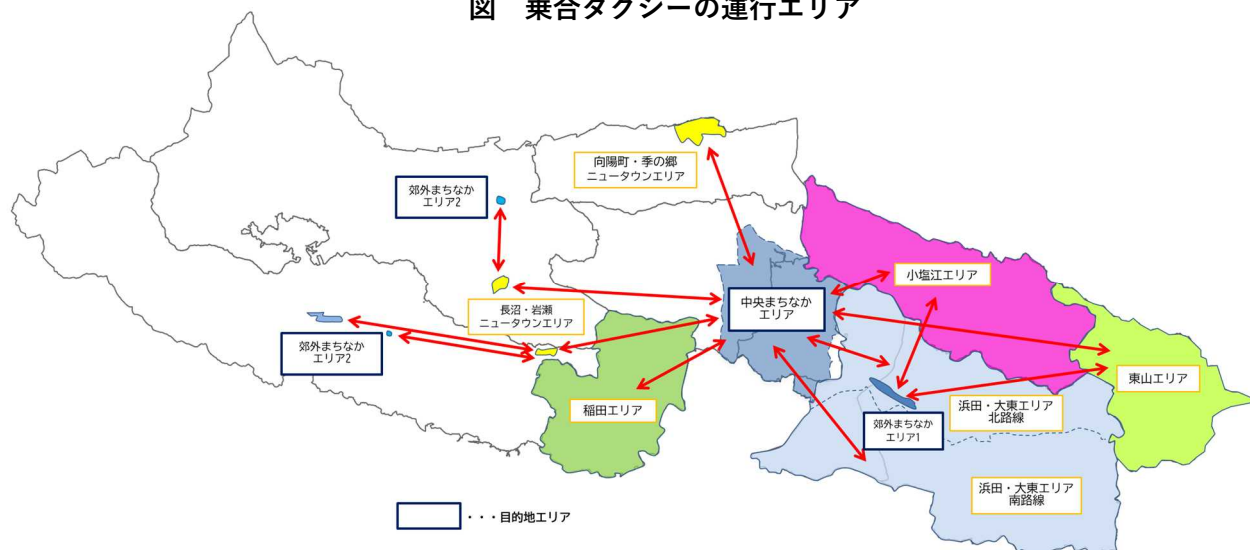 図　乗合タクシーの運行エリア
向陽町・季の郷
ニュータウンエリア
郊外まちなか
エリア2
小塩江エリア
中央まちなか
エリア
長沼・岩瀬
ニュータウンエリア
郊外まちなか
エリア2
東山エリア
稲田エリア
浜田・大東エリア
北路線
郊外まちなか
エリア1
浜田・大東エリア
南路線
・・・目的地エリア